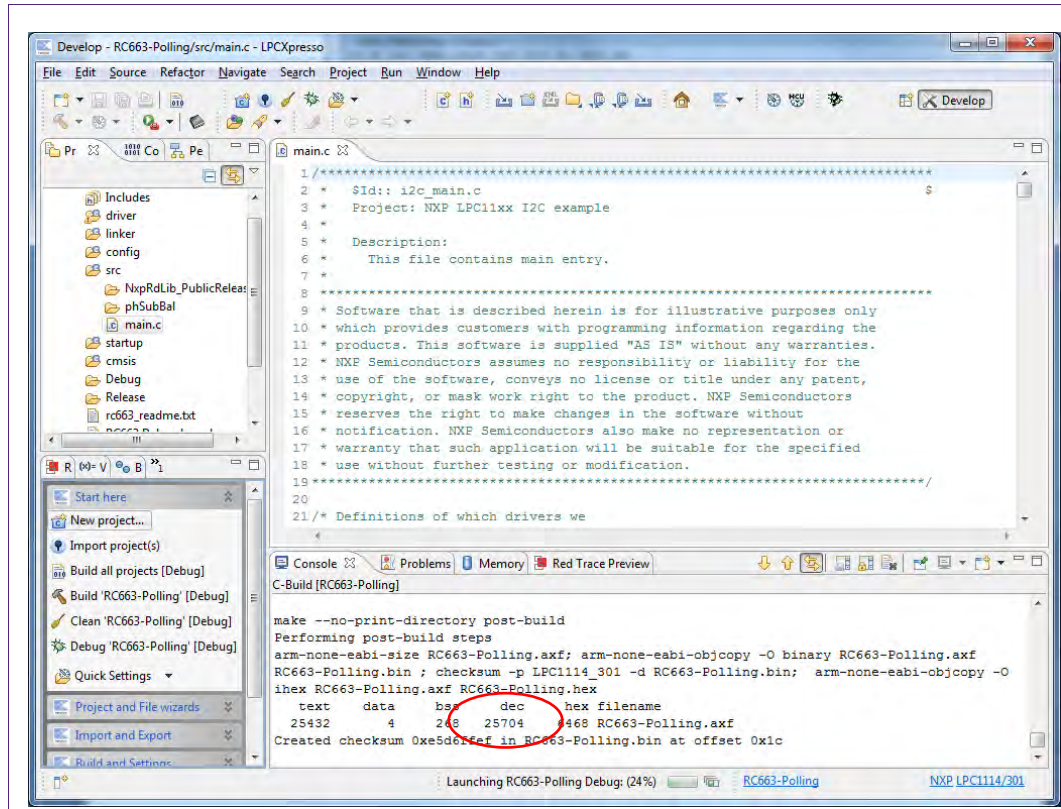 Develop - RC663-Polling/src/main.c - LPCXpresso
File Edit Source Refactor Navigate Search Project Run Window Help
Develop
Pr Co Pe
main.c
Includes
driver
linker
config
src
NxpRdLib_PublicReleas
phSubBal
main.c
startup
cmsis
Debug
Release
rc663_readme.txt
1 /*****************************************************************************
2 * $Id:: i2c_main.c $
3 * Project: NXP LPC11xx I2C example
4 *
5 * Description:
6 * This file contains main entry.
7 *
8 ****************************************************************************
9 * Software that is described herein is for illustrative purposes only
10 * which provides customers with programming information regarding the
11 * products. This software is supplied "AS IS" without any warranties.
12 * NXP Semiconductors assumes no responsibility or liability for the
13 * use of the software, conveys no license or title under any patent,
14 * copyright, or mask work right to the product. NXP Semiconductors
15 * reserves the right to make changes in the software without
16 * notification. NXP Semiconductors also make no representation or
17 * warranty that such application will be suitable for the specified
18 * use without further testing or modification.
19 ****************************************************************************/
20
21 /* Definitions of which drivers we
R (x)= V B »1
Start here
New project...
Import project(s)
Build all projects [Debug]
Build 'RC663-Polling' [Debug]
Clean 'RC663-Polling' [Debug]
Debug 'RC663-Polling' [Debug]
Quick Settings
Project and File wizards
Import and Export
Build and Settings
Console Problems Memory Red Trace Preview
C-Build [RC663-Polling]
make --no-print-directory post-build
Performing post-build steps
arm-none-eabi-size RC663-Polling.axf; arm-none-eabi-objcopy -O binary RC663-Polling.axf
RC663-Polling.bin ; checksum -p LPC1114_301 -d RC663-Polling.bin; arm-none-eabi-objcopy -O
ihex RC663-Polling.axf RC663-Polling.hex
text data bss dec hex filename
25432 4 268 25704 6468 RC663-Polling.axf
Created checksum 0xe5d6ffef in RC663-Polling.bin at offset 0x1c
Launching RC663-Polling Debug: (24%) RC663-Polling NXP LPC1114/301